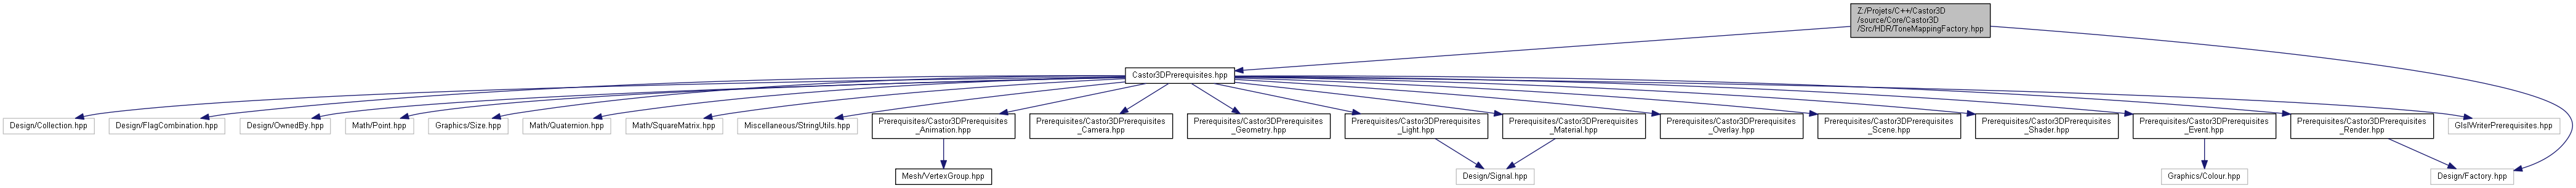 Z:/Projets/C++/Castor3D
/source/Core/Castor3D
/Src/HDR/ToneMappingFactory.hpp
Castor3DPrerequisites.hpp
Design/Collection.hpp
Design/FlagCombination.hpp
Design/OwnedBy.hpp
Math/Point.hpp
Graphics/Size.hpp
Math/Quaternion.hpp
Math/SquareMatrix.hpp
Miscellaneous/StringUtils.hpp
Prerequisites/Castor3DPrerequisites
_Animation.hpp
Prerequisites/Castor3DPrerequisites
_Camera.hpp
Prerequisites/Castor3DPrerequisites
_Geometry.hpp
Prerequisites/Castor3DPrerequisites
_Light.hpp
Prerequisites/Castor3DPrerequisites
_Material.hpp
Prerequisites/Castor3DPrerequisites
_Overlay.hpp
Prerequisites/Castor3DPrerequisites
_Scene.hpp
Prerequisites/Castor3DPrerequisites
_Shader.hpp
Prerequisites/Castor3DPrerequisites
_Event.hpp
Prerequisites/Castor3DPrerequisites
_Render.hpp
GlslWriterPrerequisites.hpp
Mesh/VertexGroup.hpp
Design/Signal.hpp
Graphics/Colour.hpp
Design/Factory.hpp